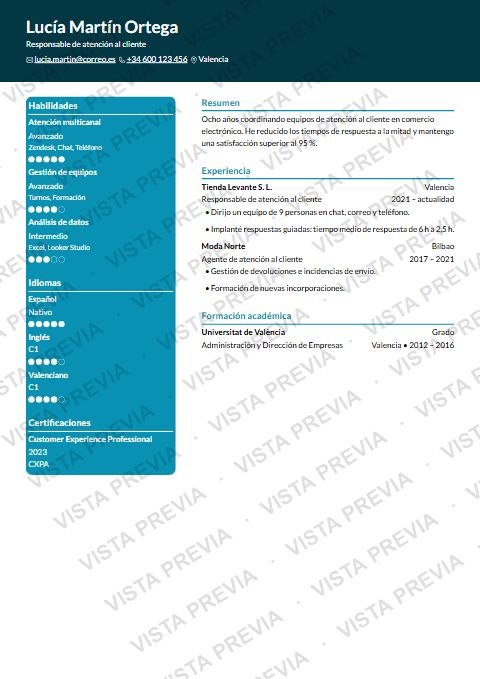 Lucía Martín Ortega
Responsable de atención al cliente
lucia.martin@correo.es +34 600 123 456 Valencia
Habilidades
Atención multicanal
Avanzado
Zendesk, Chat, Teléfono
Gestión de equipos
Avanzado
Turnos, Formación
Análisis de datos
Intermedio
Excel, Looker Studio
Idiomas
Español
Nativo
Inglés
C1
Valenciano
C1
Certificaciones
Customer Experience Professional
2023
CXPA
Resumen
Ocho años coordinando equipos de atención al cliente en comercio
electrónico. He reducido los tiempos de respuesta a la mitad y mantengo
una satisfacción superior al 95 %.
Experiencia
Tienda Levante S. L. Valencia
Responsable de atención al cliente 2021 – actualidad
• Dirijo un equipo de 9 personas en chat, correo y teléfono.
• Implanté respuestas guiadas: tiempo medio de respuesta de 6 h a 2,5 h.
Moda Norte Bilbao
Agente de atención al cliente 2017 – 2021
• Gestión de devoluciones e incidencias de envío.
• Formación de nuevas incorporaciones.
Formación académica
Universitat de València Grado
Administración y Dirección de Empresas Valencia • 2012 – 2016
VISTA PREVIA